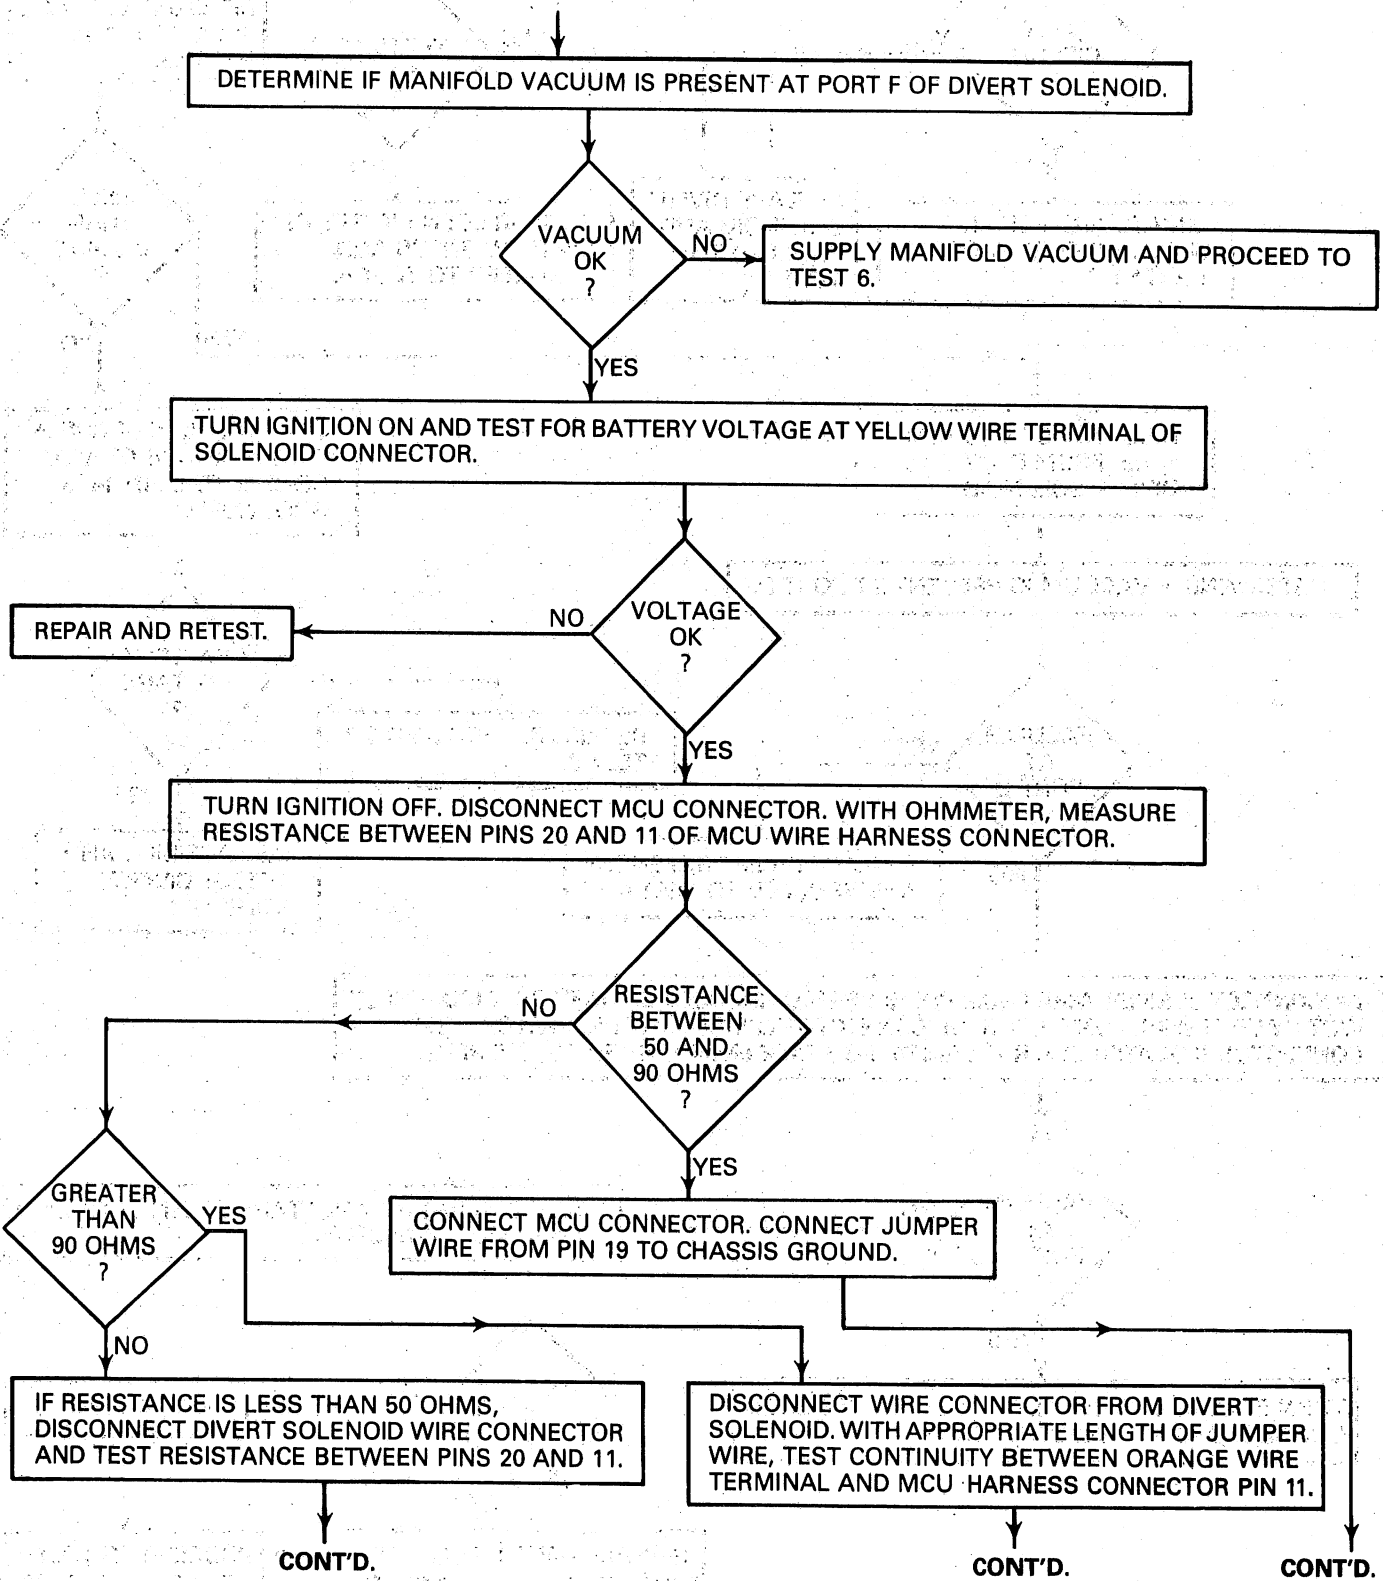 DETERMINE IF MANIFOLD VACUUM IS PRESENT AT PORT F OF DIVERT SOLENOID.
VACUUM
OK
?
NO
SUPPLY MANIFOLD VACUUM AND PROCEED TO
TEST 6.
YES
TURN IGNITION ON AND TEST FOR BATTERY VOLTAGE AT YELLOW WIRE TERMINAL OF
SOLENOID CONNECTOR.
VOLTAGE
OK
?
NO
REPAIR AND RETEST.
YES
TURN IGNITION OFF. DISCONNECT MCU CONNECTOR. WITH OHMMETER, MEASURE
RESISTANCE BETWEEN PINS 20 AND 11 OF MCU WIRE HARNESS CONNECTOR.
RESISTANCE
BETWEEN
50 AND
90 OHMS
?
NO
YES
GREATER
THAN
90 OHMS
?
YES
CONNECT MCU CONNECTOR. CONNECT JUMPER
WIRE FROM PIN 19 TO CHASSIS GROUND.
NO
IF RESISTANCE IS LESS THAN 50 OHMS,
DISCONNECT DIVERT SOLENOID WIRE CONNECTOR
AND TEST RESISTANCE BETWEEN PINS 20 AND 11.
DISCONNECT WIRE CONNECTOR FROM DIVERT
SOLENOID. WITH APPROPRIATE LENGTH OF JUMPER
WIRE, TEST CONTINUITY BETWEEN ORANGE WIRE
TERMINAL AND MCU HARNESS CONNECTOR PIN 11.
CONT'D.
CONT'D.
CONT'D.